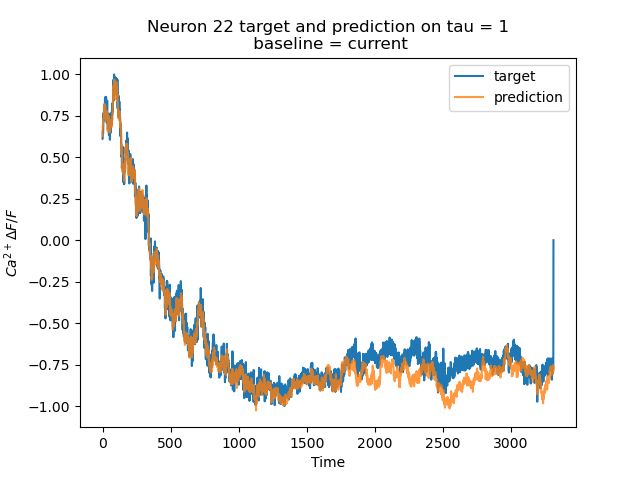 Neuron 22 target and prediction on tau = 1
baseline = current
target
prediction
1.00
0.75
0.50
0.25
0.00
−0.25
−0.50
−0.75
−1.00
Ca²⁺ ΔF/F
0 500 1000 1500 2000 2500 3000
Time